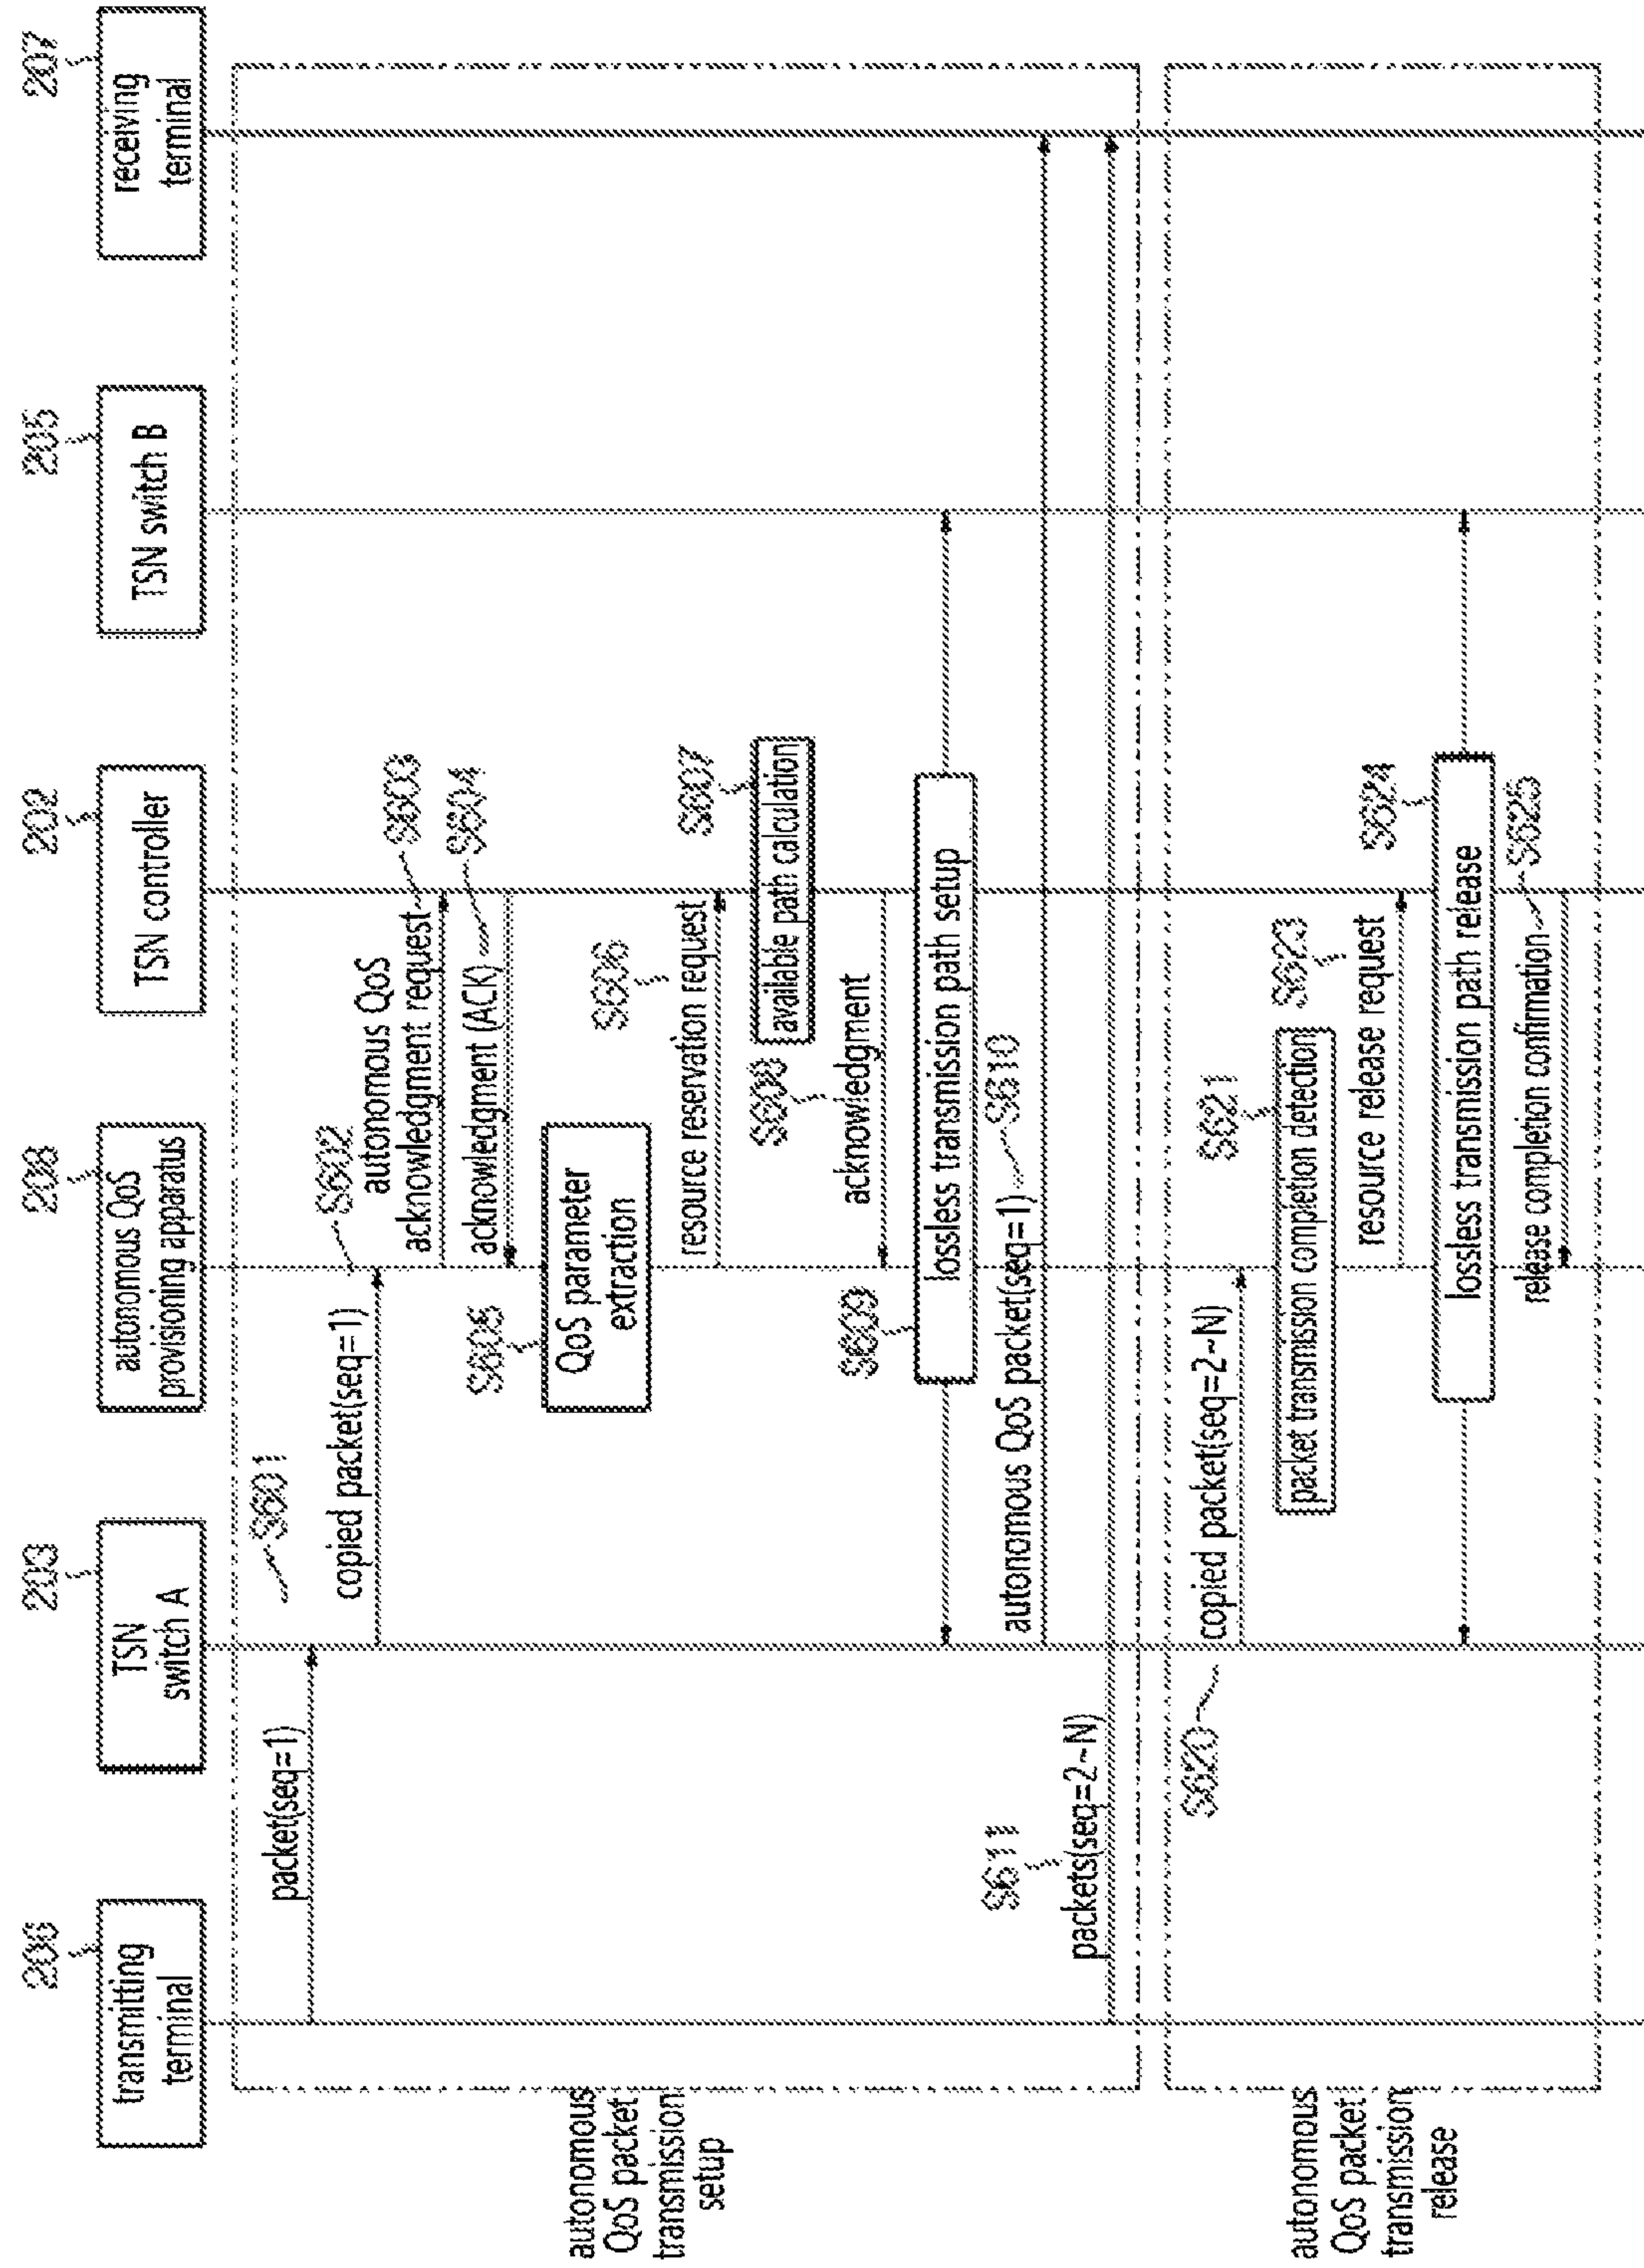 206
transmitting
terminal
203
TSN
switch A
208
autonomous QoS
provisioning apparatus
202
TSN controller
205
TSN switch B
207
receiving
terminal
autonomous
QoS packet
transmission
setup
packet(seq=1)
S601
copied packet(seq=1)
S602
autonomous QoS
acknowledgment request
S603
acknowledgment (ACK)
S604
S605
QoS parameter
extraction
S606
resource reservation request
S607
available path calculation
S608
acknowledgment
S609
lossless transmission path setup
autonomous QoS packet(seq=1)
S610
S611
packets(seq=2~N)
autonomous
QoS packet
transmission
release
S620
copied packet(seq=2~N)
S621
packet transmission completion detection
S623
resource release request
S624
lossless transmission path release
release completion confirmation
S625